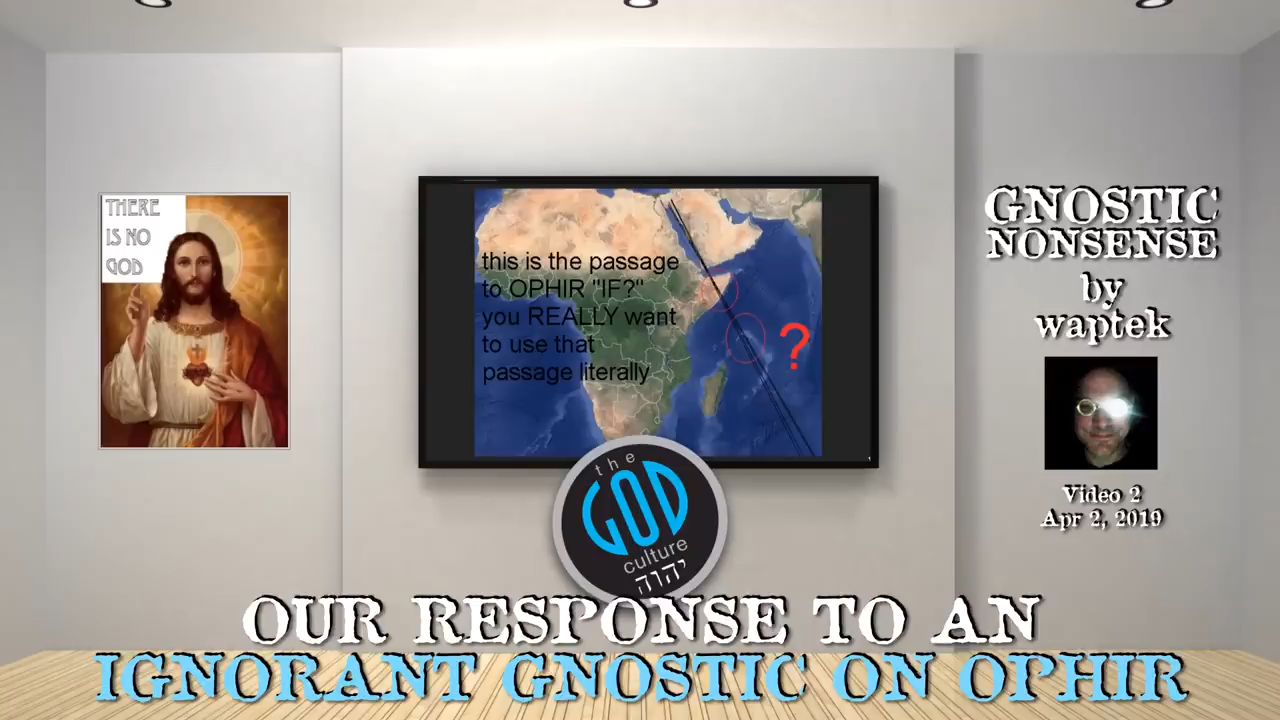 THERE
IS NO
GOD
this is the passage
to OPHIR "IF?"
you REALLY want
to use that
passage literally
?
GNOSTIC
NONSENSE
by
waptek
Video 2
Apr 2, 2019
the
GOD
culture
יהוה
OUR RESPONSE TO AN
IGNORANT GNOSTIC ON OPHIR